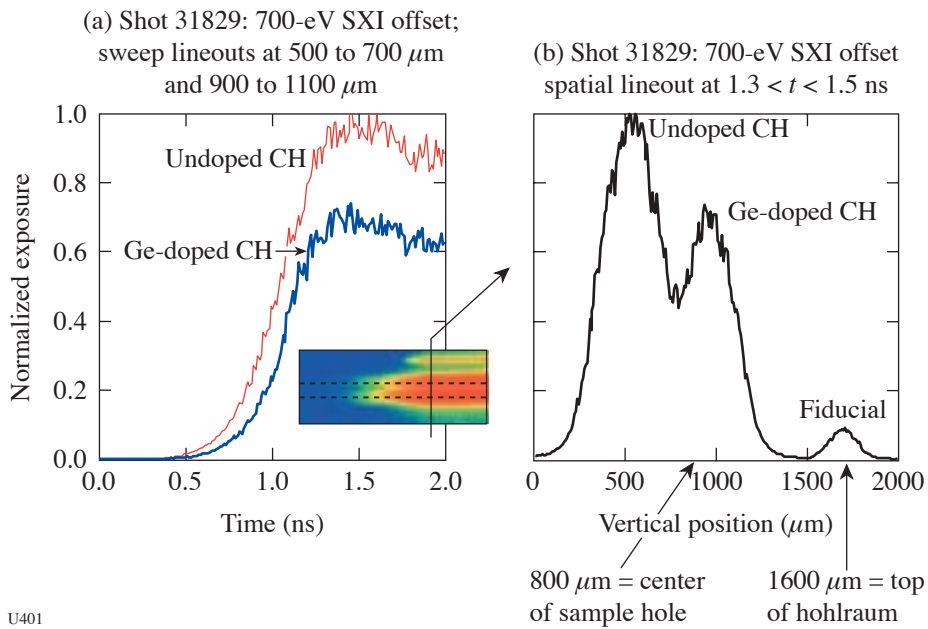 (a) Shot 31829: 700-eV SXI offset;
sweep lineouts at 500 to 700 μm
and 900 to 1100 μm
(b) Shot 31829: 700-eV SXI offset
spatial lineout at 1.3 < t < 1.5 ns
Normalized exposure
1.0
0.8
0.6
0.4
0.2
0.0
Undoped CH
Ge-doped CH
0.0
0.5
1.0
1.5
2.0
Time (ns)
Undoped CH
Ge-doped CH
Fiducial
0
500
1000
1500
2000
Vertical position (μm)
800 μm = center
of sample hole
1600 μm = top
of hohlraum
U401